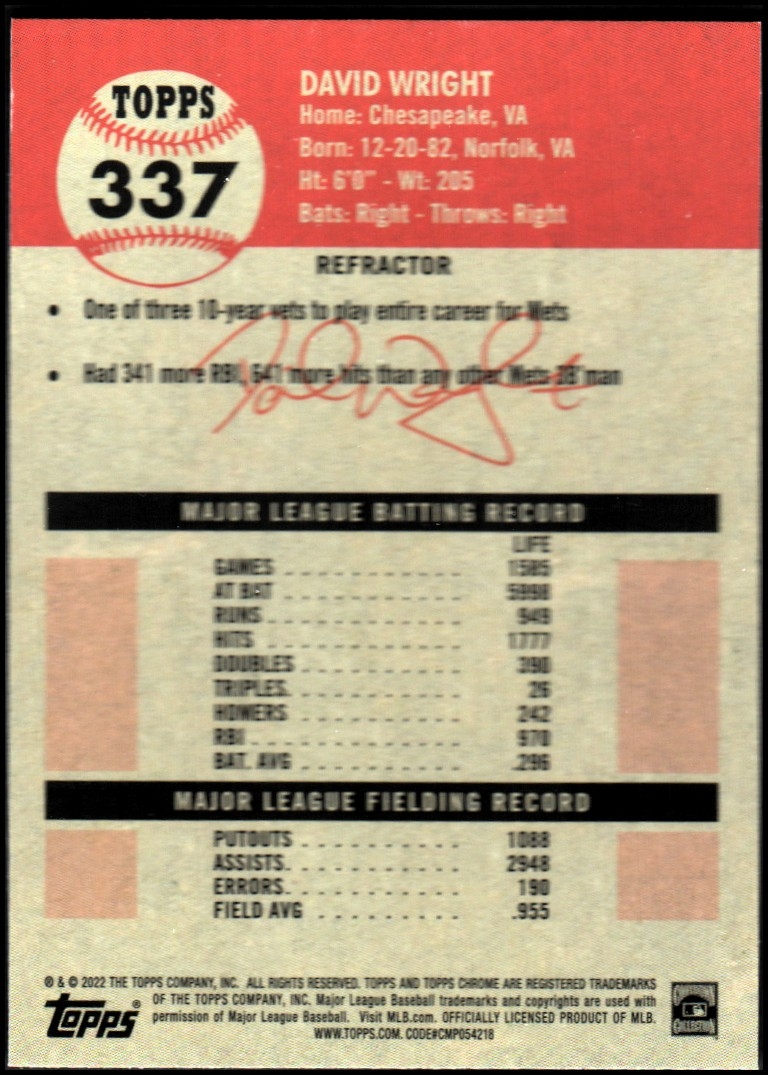 TOPPS
337
DAVID WRIGHT
Home: Chesapeake, VA
Born: 12-20-82, Norfolk, VA
Ht: 6'0" - Wt: 205
Bats: Right - Throws: Right
REFRACTOR
• One of three 10-year vets to play entire career for Mets
• Had 341 more RBI, 641 more hits than any other Mets 3B'man
David Wright
MAJOR LEAGUE BATTING RECORD
LIFE
GAMES 1585
AT BAT 5998
RUNS 949
HITS 1777
DOUBLES 390
TRIPLES 26
HOMERS 242
RBI 970
BAT. AVG .296
MAJOR LEAGUE FIELDING RECORD
PUTOUTS 1088
ASSISTS 2948
ERRORS 190
FIELD AVG .955
® & © 2022 THE TOPPS COMPANY, INC. ALL RIGHTS RESERVED. TOPPS AND TOPPS CHROME ARE REGISTERED TRADEMARKS
OF THE TOPPS COMPANY, INC. Major League Baseball trademarks and copyrights are used with
permission of Major League Baseball. Visit MLB.com. OFFICIALLY LICENSED PRODUCT OF MLB.
WWW.TOPPS.COM. CODE#CMP054218
Topps®